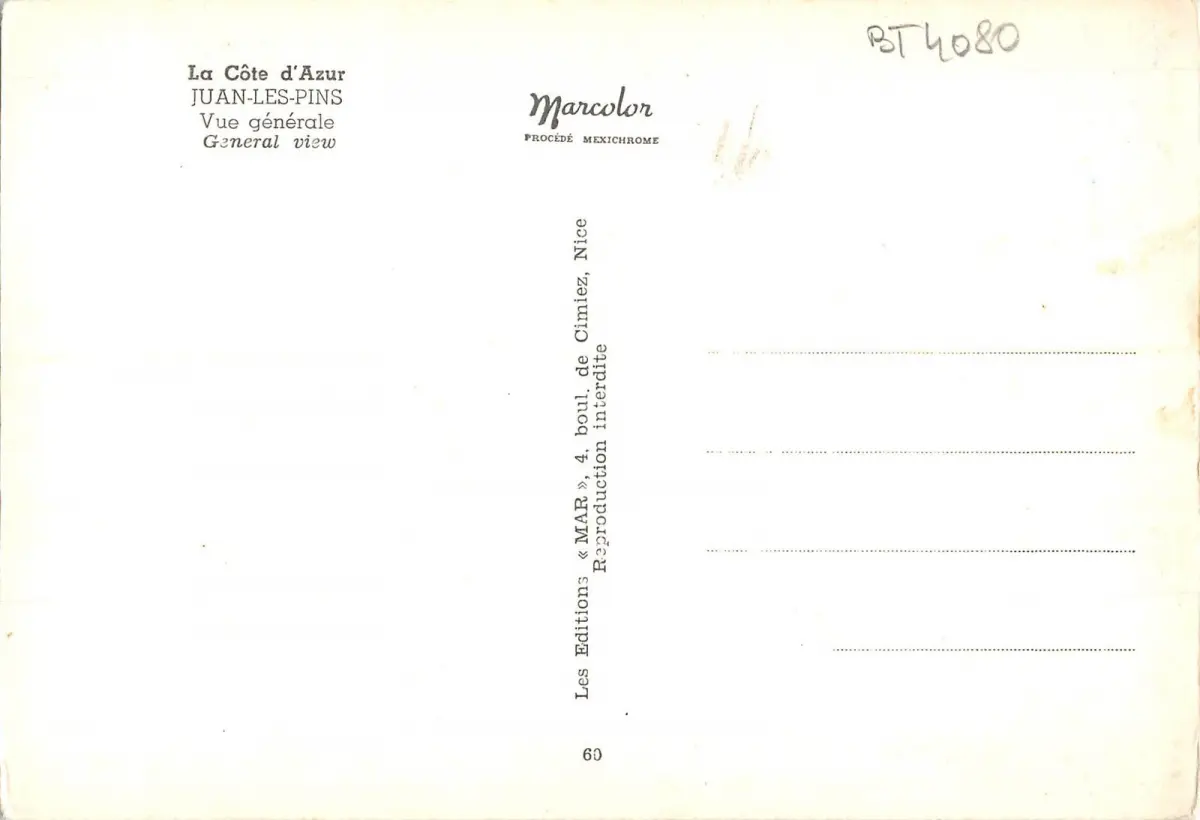 BT4080
La Côte d'Azur
JUAN-LES-PINS
Vue générale
General view
Marcolor
PROCÉDÉ MEXICHROME
Les Editions « MAR », 4, boul. de Cimiez, Nice
Reproduction interdite
60